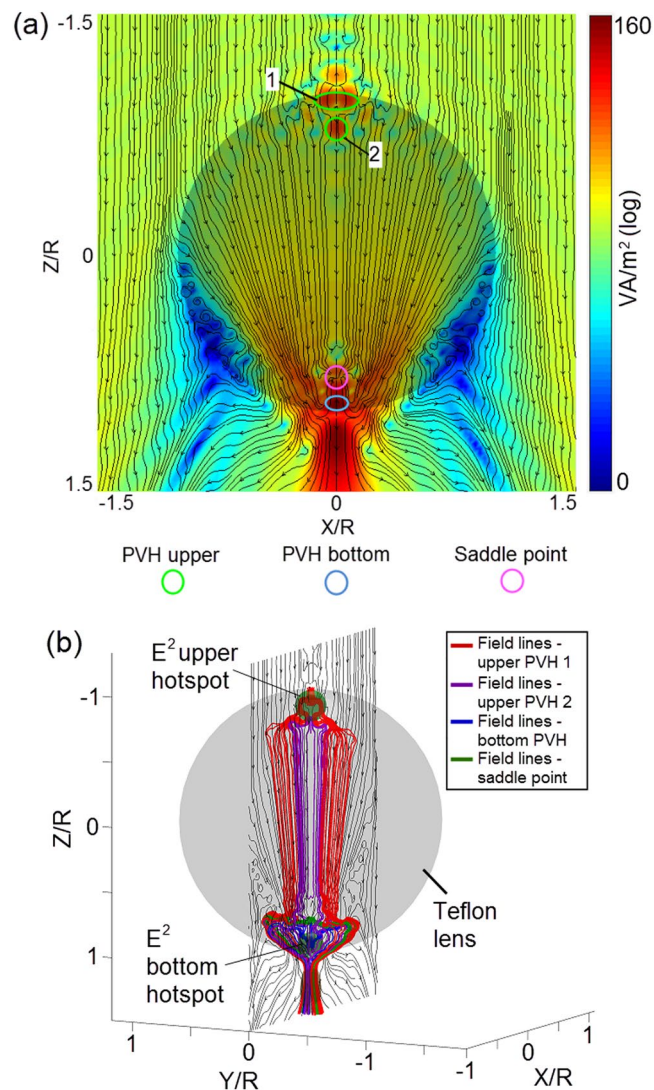 (a)
-1.5
0
1.5
Z/R
-1.5
0
1.5
X/R
1
2
160
0
VA/m² (log)
PVH upper
PVH bottom
Saddle point
(b)
E² upper
hotspot
E²
bottom
hotspot
Teflon
lens
Field lines -
upper PVH 1
Field lines -
upper PVH 2
Field lines -
bottom PVH
Field lines -
saddle point
-1
0
1
Z/R
1
0
-1
Y/R
-1
0
1
X/R